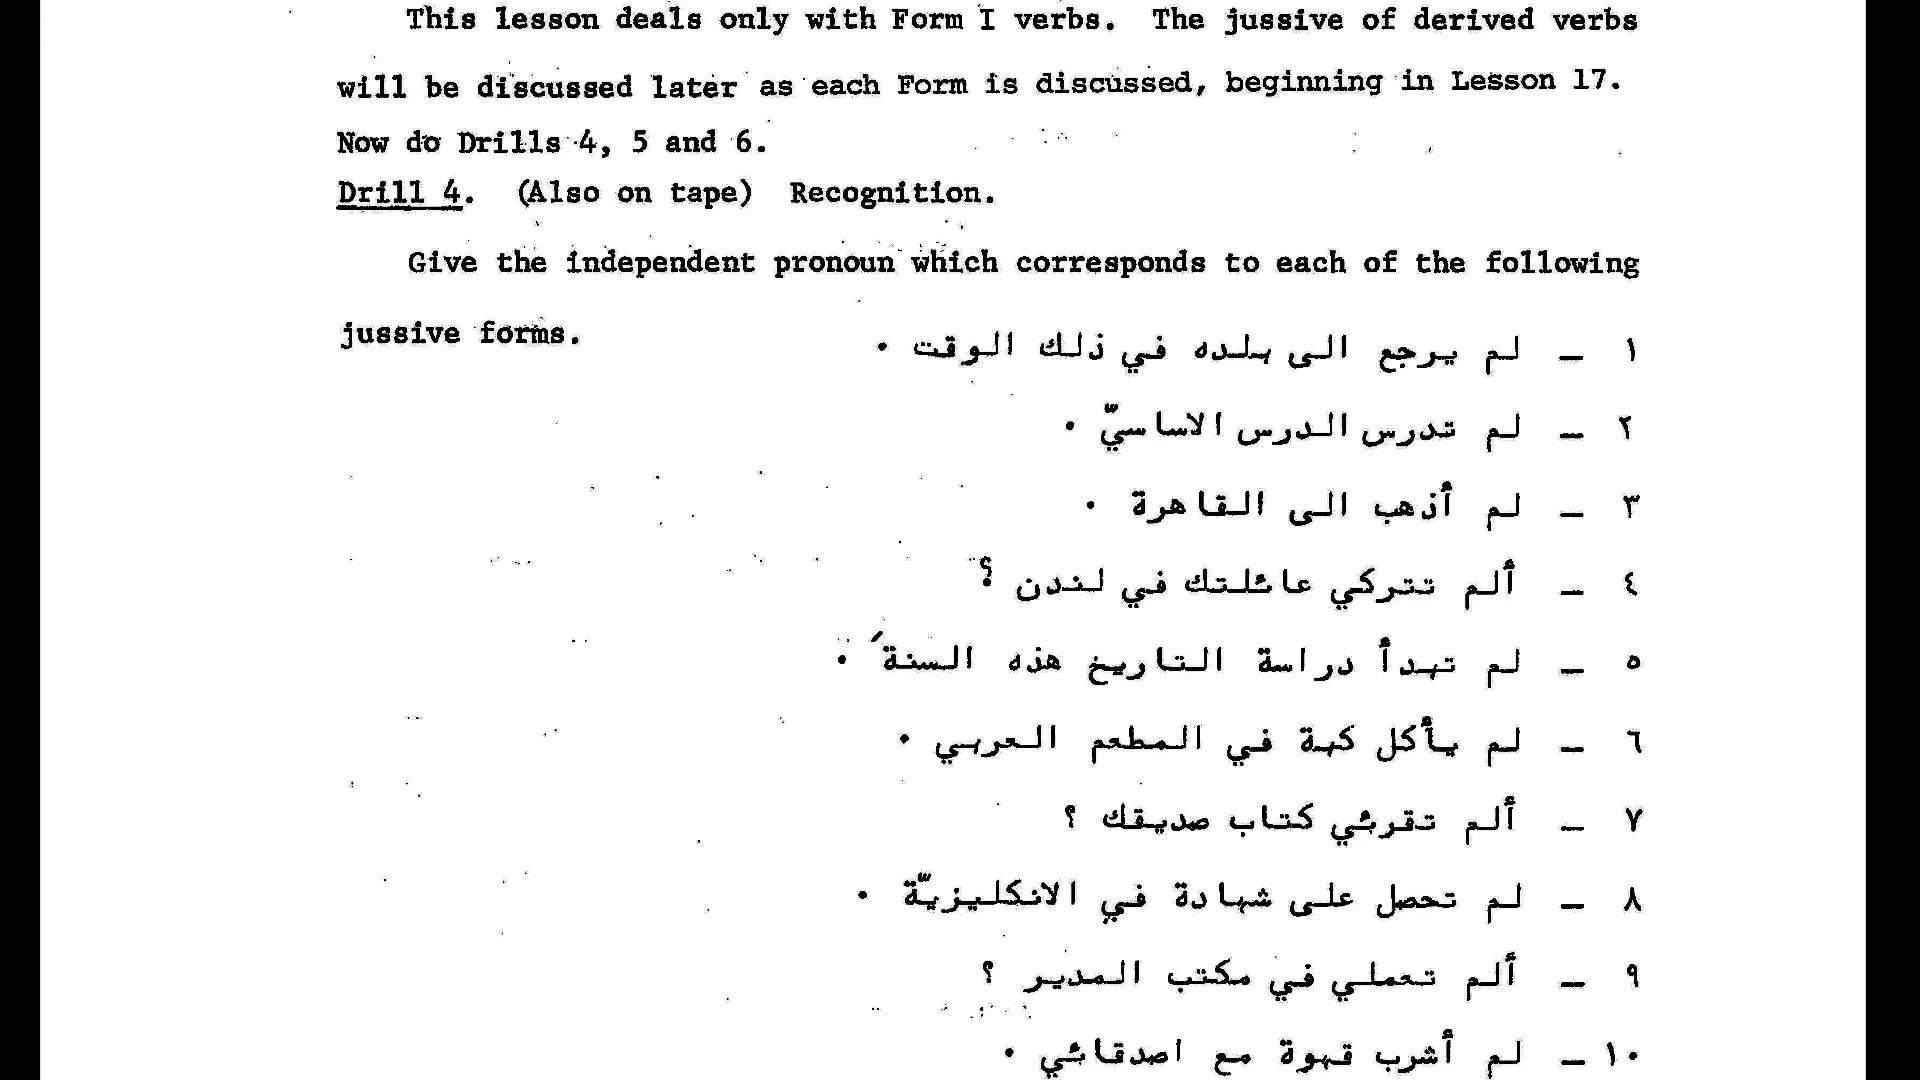 This lesson deals only with Form I verbs. The jussive of derived verbs
will be discussed later as each Form is discussed, beginning in Lesson 17.
Now do Drills 4, 5 and 6.
Drill 4. (Also on tape) Recognition.
Give the independent pronoun which corresponds to each of the following
jussive forms.
١ – لم يرجع الى بلده في ذلك الوقت .
٢ – لم تدرس الدرس الاساسيّ .
٣ – لم أذهب الى القاهرة .
٤ – ألم تتركي عائلتك في لندن ؟
٥ – لم تبدأ دراسة التاريخ هذه السنةَ .
٦ – لم يأكل كبة في المطعم العربي .
٧ – ألم تقرئي كتاب صديقك ؟
٨ – لم تحصل على شهادة في الانكليزيّة .
٩ – ألم تعملي في مكتب المدير ؟
١٠ – لم أشرب قهوة مع اصدقائي .